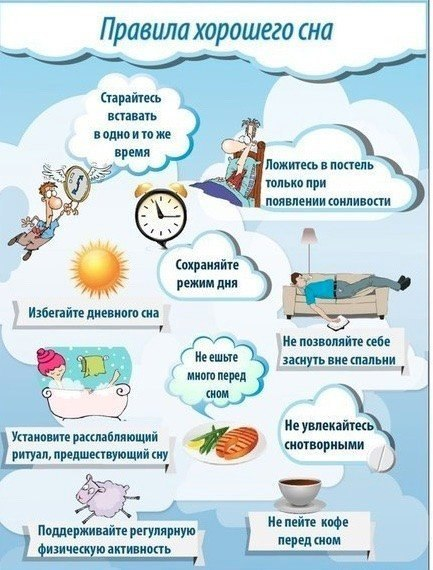 Правила хорошего сна
Старайтесь
вставать
в одно и то же
время
Ложитесь в постель
только при
появлении сонливости
Сохраняйте
режим дня
Избегайте дневного сна
Не позволяйте себе
заснуть вне спальни
Не ешьте
много перед
сном
Установите расслабляющий
ритуал, предшествующий сну
Не увлекайтесь
снотворными
Поддерживайте регулярную
физическую активность
Не пейте кофе
перед сном